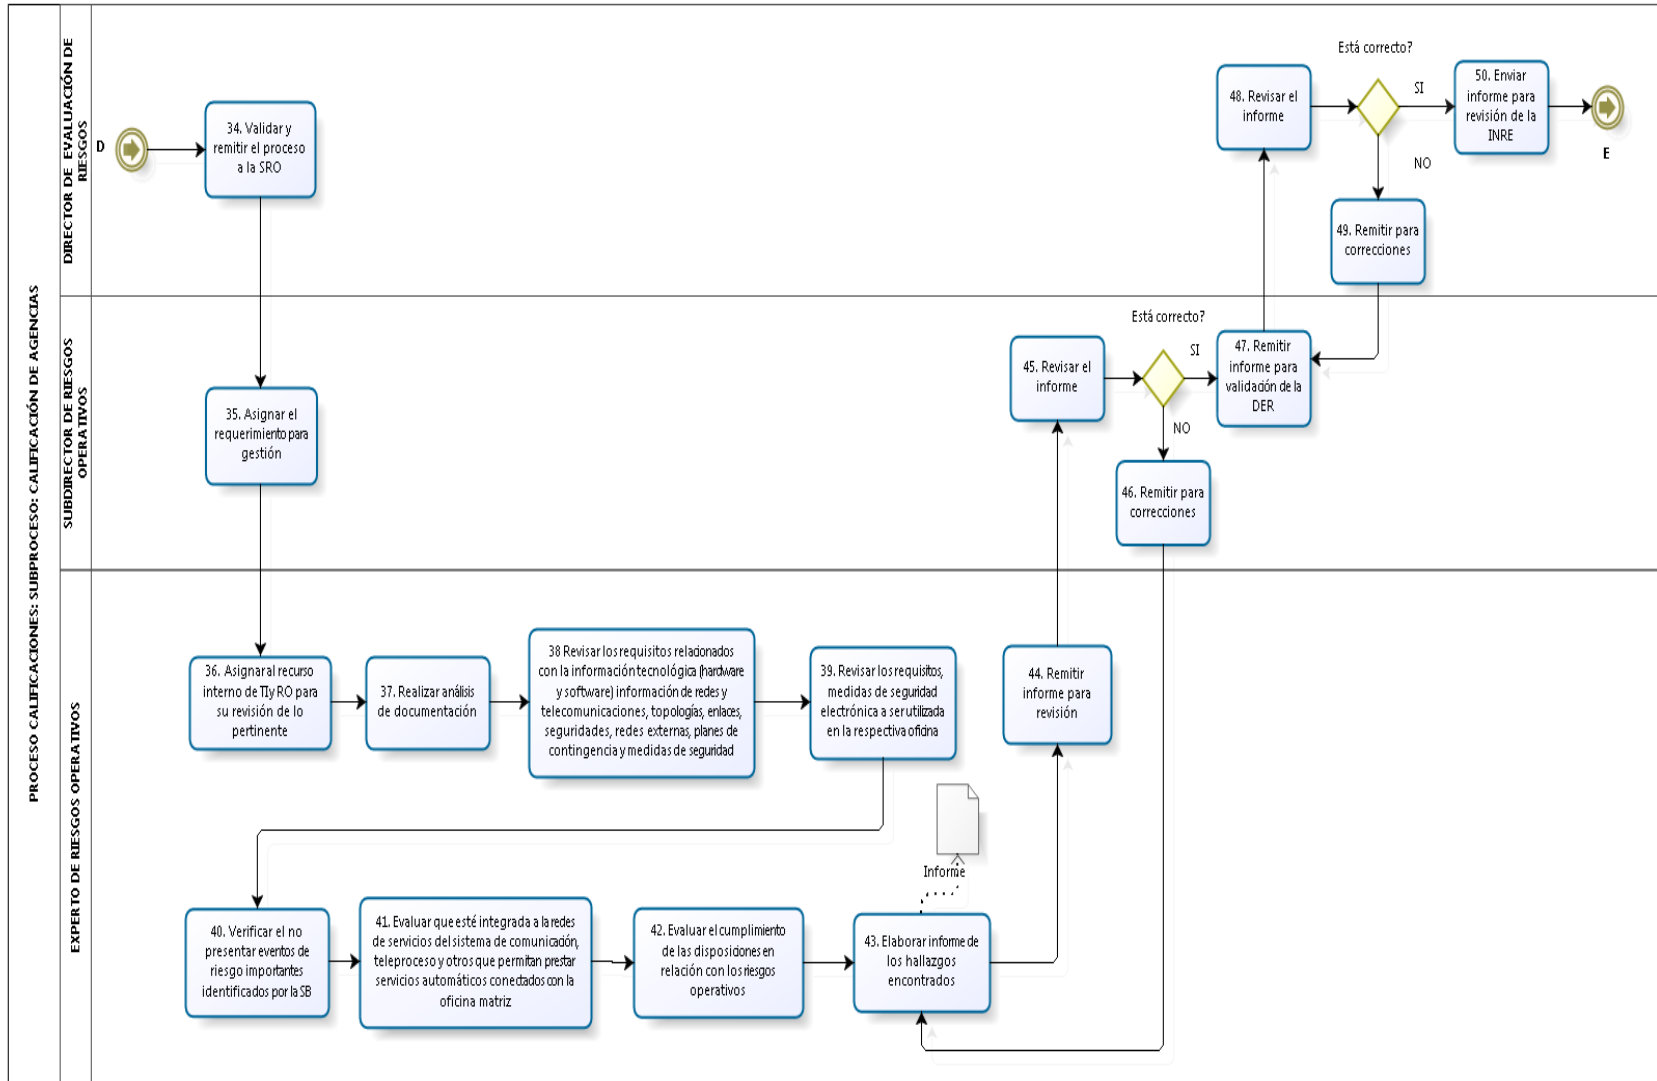 PROCESO CALIFICACIONES: SUBPROCESO: CALIFICACIÓN DE AGENCIAS
DIRECTOR DE EVALUACIÓN DE
RIESGOS
D
34. Validar y
remitir el proceso
a la SRO
48. Revisar el
informe
Está correcto?
SI
NO
50. Enviar
informe para
revisión de la
INRE
E
49. Remitir para
correcciones
SUBDIRECTOR DE RIESGOS
OPERATIVOS
35. Asignar el
requerimiento para
gestión
45. Revisar el
informe
Está correcto?
SI
NO
47. Remitir
informe para
validación de la
DER
46. Remitir para
correcciones
EXPERTO DE RIESGOS OPERATIVOS
36. Asignar al recurso
interno de TI y RO para
su revisión de lo
pertinente
37. Realizar análisis
de documentación
38 Revisar los requisitos relacionados
con la información tecnológica (hardware
y software) información de redes y
telecomunicaciones, topologías, enlaces,
seguridades, redes externas, planes de
contingencia y medidas de seguridad
39. Revisar los requisitos,
medidas de seguridad
electrónica a ser utilizada
en la respectiva oficina
44. Remitir
informe para
revisión
Informe
40. Verificar el no
presentar eventos de
riesgo importantes
identificados por la SB
41. Evaluar que esté integrada a la redes
de servicios del sistema de comunicación,
teleproceso y otros que permitan prestar
servicios automáticos conectados con la
oficina matriz
42. Evaluar el cumplimiento
de las disposiciones en
relación con los riesgos
operativos
43. Elaborar informe de
los hallazgos
encontrados